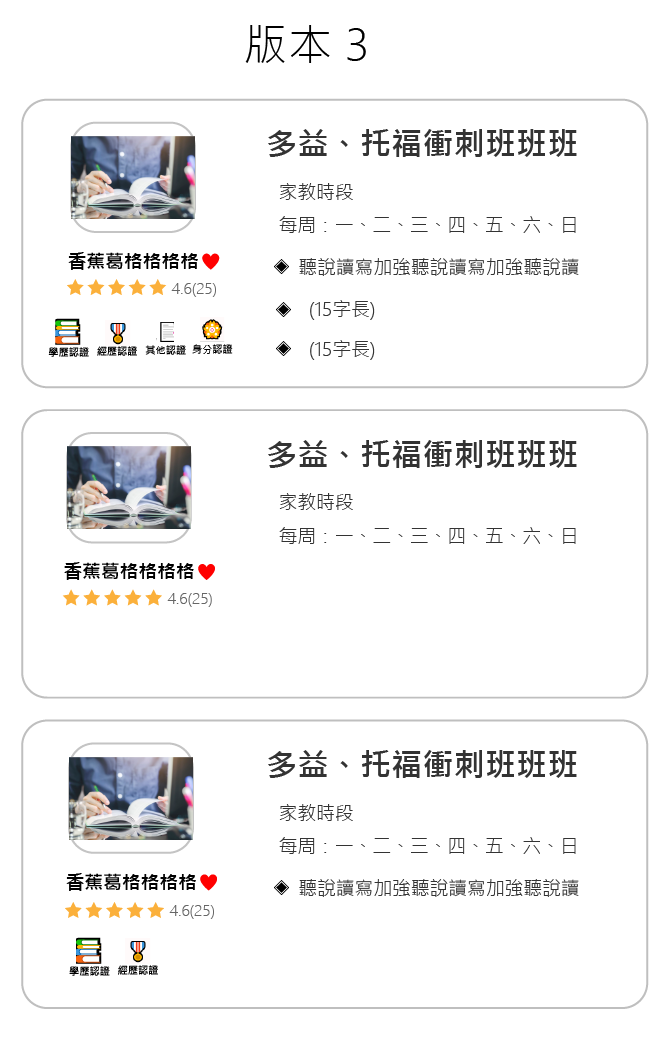 版本 3
多益、托福衝刺班班班
家教時段
每周：一、二、三、四、五、六、日
香蕉葛格格格格
4.6(25)
◈ 聽說讀寫加強聽說讀寫加強聽說讀
◈ (15字長)
◈ (15字長)
學歷認證 經歷認證 其他認證 身分認證
多益、托福衝刺班班班
家教時段
每周：一、二、三、四、五、六、日
香蕉葛格格格格
4.6(25)
多益、托福衝刺班班班
家教時段
每周：一、二、三、四、五、六、日
香蕉葛格格格格
4.6(25)
◈ 聽說讀寫加強聽說讀寫加強聽說讀
學歷認證 經歷認證